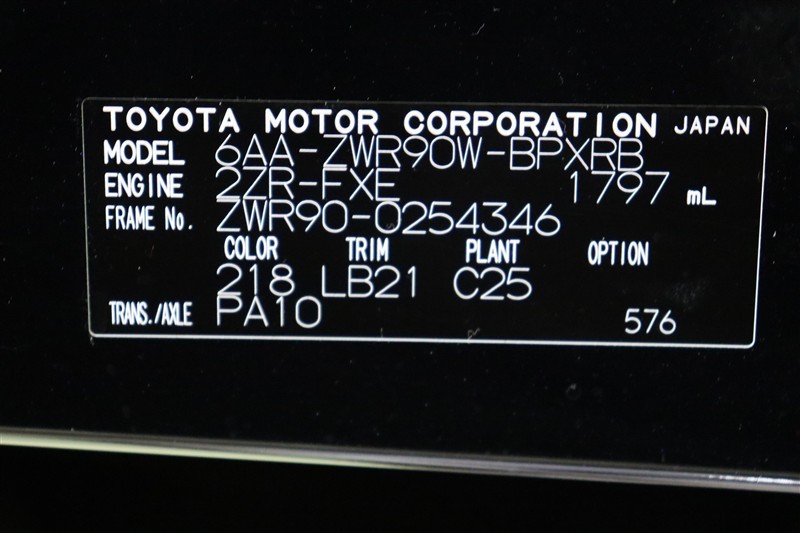 TOYOTA MOTOR CORPORATION JAPAN
MODEL 6AA-ZWR90W-BPXRB
ENGINE 2ZR-FXE 1797 mL
FRAME No. ZWR90-0254346
COLOR TRIM PLANT OPTION
218 LB21 C25
TRANS./AXLE PA10 576